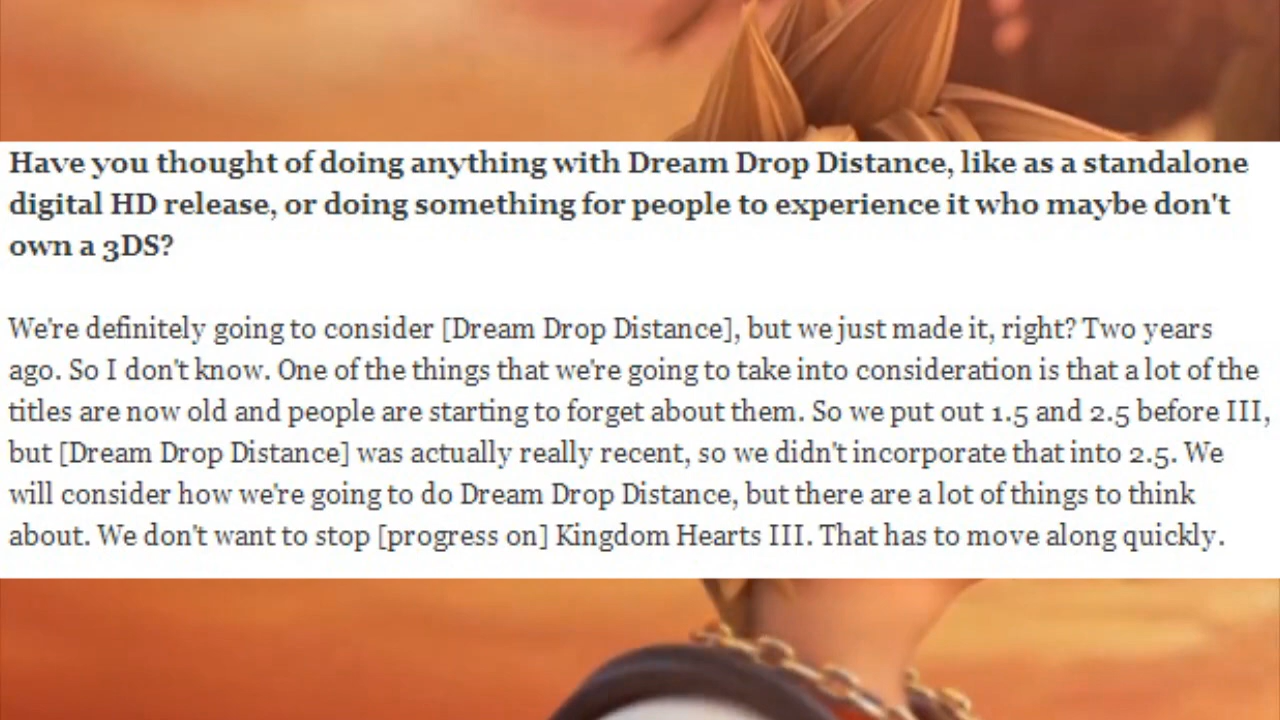 Have you thought of doing anything with Dream Drop Distance, like as a standalone
digital HD release, or doing something for people to experience it who maybe don't
own a 3DS?
We're definitely going to consider [Dream Drop Distance], but we just made it, right? Two years
ago. So I don't know. One of the things that we're going to take into consideration is that a lot of the
titles are now old and people are starting to forget about them. So we put out 1.5 and 2.5 before III,
but [Dream Drop Distance] was actually really recent, so we didn't incorporate that into 2.5. We
will consider how we're going to do Dream Drop Distance, but there are a lot of things to think
about. We don't want to stop [progress on] Kingdom Hearts III. That has to move along quickly.